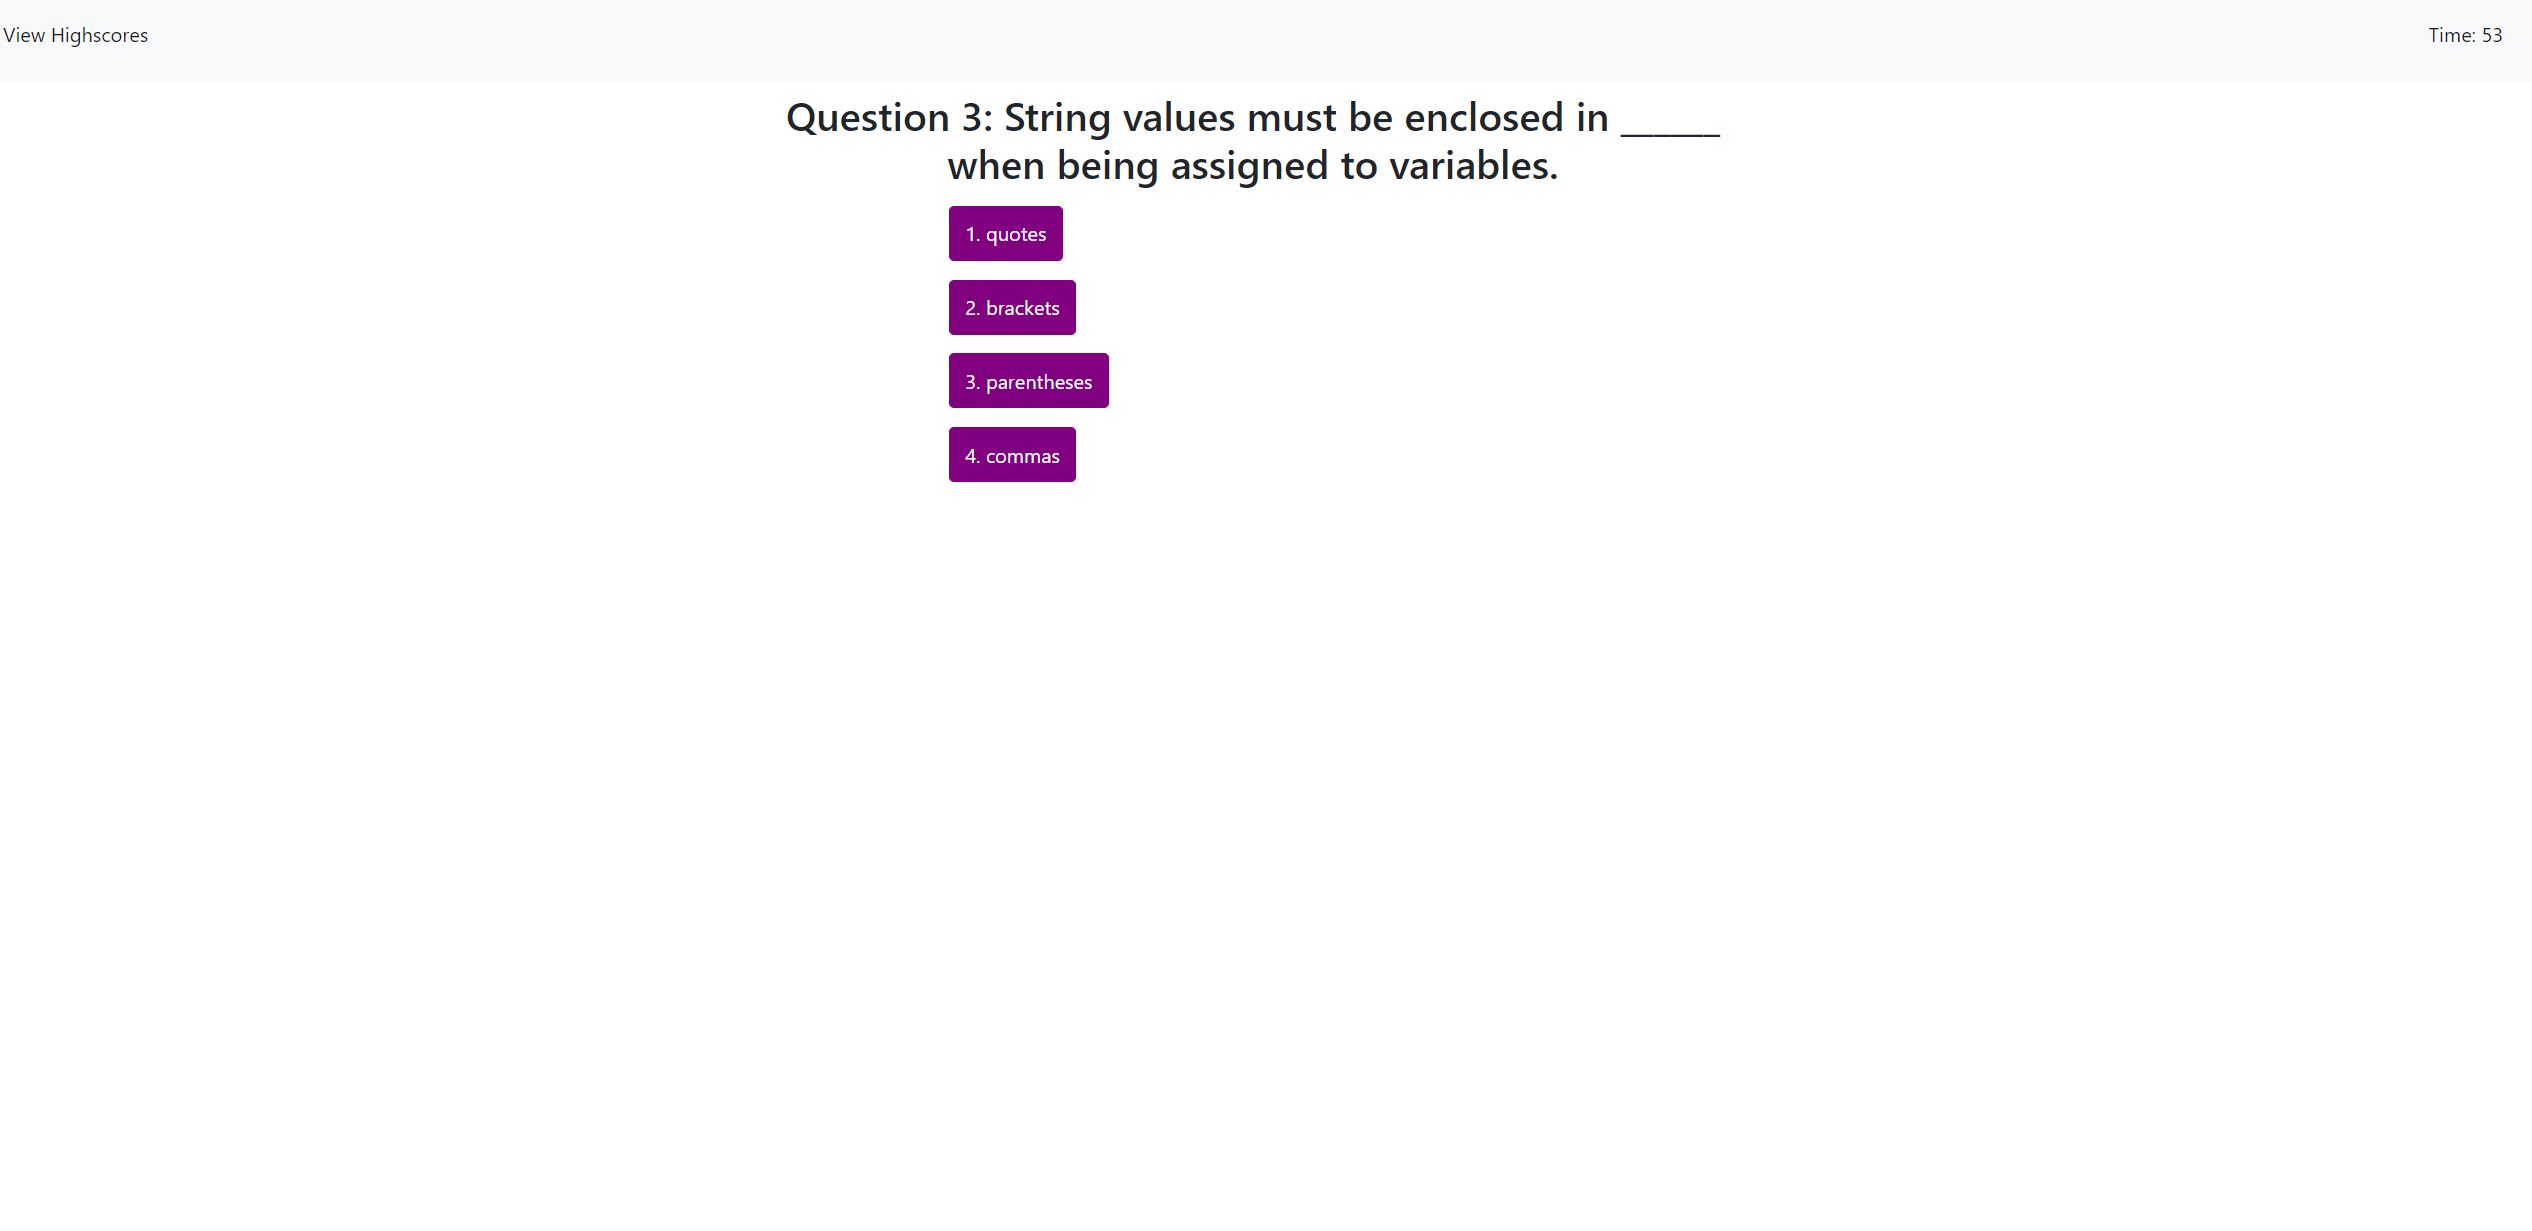 View Highscores
Time: 53
Question 3: String values must be enclosed in ______
when being assigned to variables.
1. quotes
2. brackets
3. parentheses
4. commas